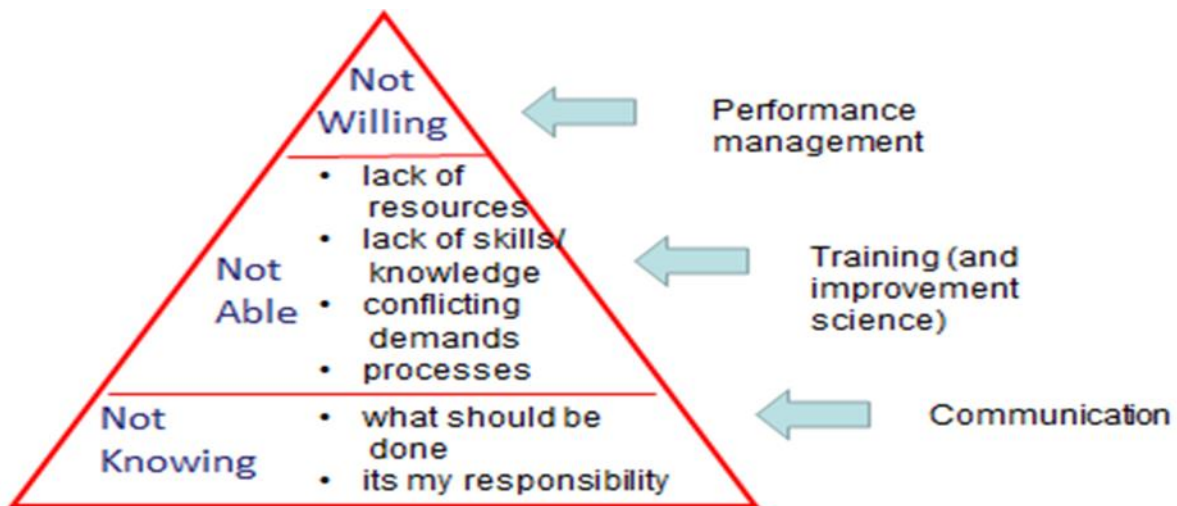 Not
Willing
Performance
management
• lack of
resources
• lack of skills/
knowledge
• conflicting
demands
• processes
Not
Able
Training (and
improvement
science)
Not
Knowing
• what should be
done
• its my responsibility
Communication